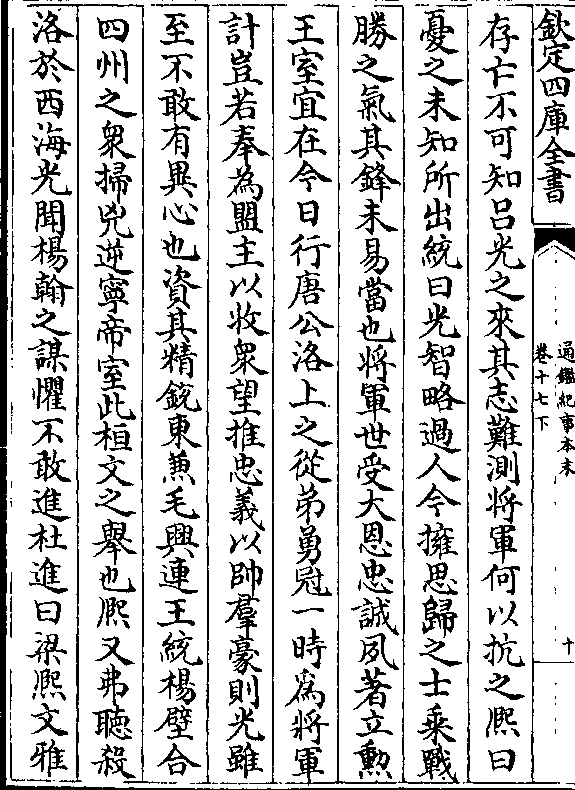 欽定四庫全書
通鑑紀事本末
卷十七下
十
存亡不可知吕光之來其志難測將軍何以抗之熈曰
憂之未知所出統曰光智略過人今擁思歸之士乗戰
勝之氣其鋒未易當也將軍世受大恩忠誠夙著立勲
王室宜在今日行唐公洛上之從弟勇冠一時爲將軍
計豈若奉為盟主以收衆望推忠義以帥羣豪則光雖
至不敢有異心也資其精銳東兼毛興連王統楊璧合
四州之衆掃兇逆寧帝室此桓文之舉也熈又弗聴殺
洛於西海光聞楊翰之謀懼不敢進杜進曰梁熈文雅